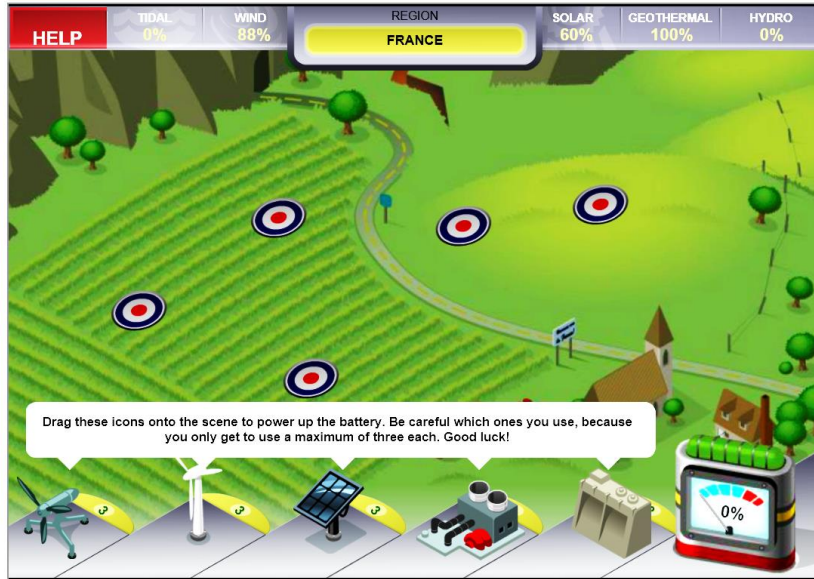 HELP
TIDAL
0%
WIND
88%
REGION
FRANCE
SOLAR
60%
GEOTHERMAL
100%
HYDRO
0%
Drag these icons onto the scene to power up the battery. Be careful which ones you use, because
you only get to use a maximum of three each. Good luck!
3
3
3
0%